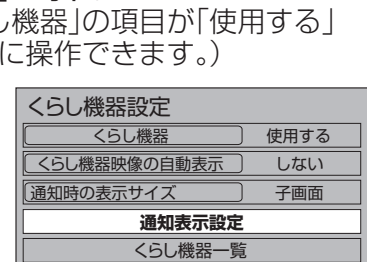 し機器」の項目が「使用する」
に操作できます。）
くらし機器設定
くらし機器 使用する
くらし機器映像の自動表示 しない
通知時の表示サイズ 子画面
通知表示設定
くらし機器一覧